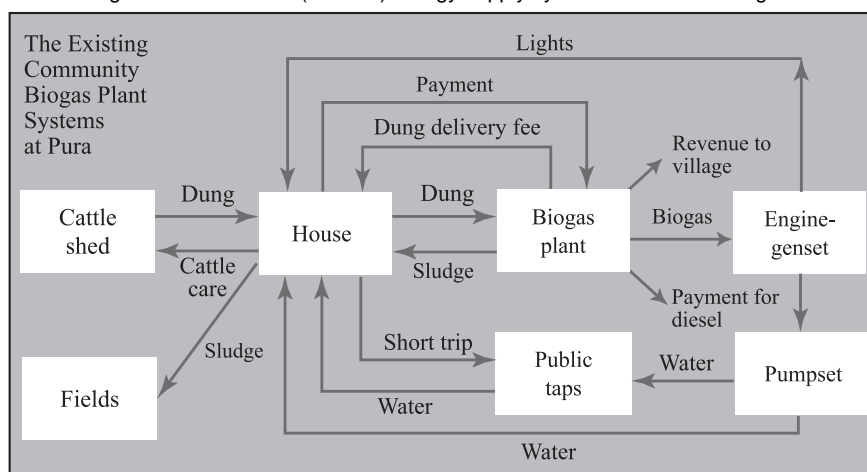 The Existing
Community
Biogas Plant
Systems
at Pura
Lights
Payment
Dung delivery fee
Revenue to
village
Cattle
shed
Dung
House
Dung
Biogas
plant
Biogas
Engine-
genset
Cattle
care
Sludge
Payment for
diesel
Sludge
Short trip
Fields
Public
taps
Water
Pumpset
Water
Water